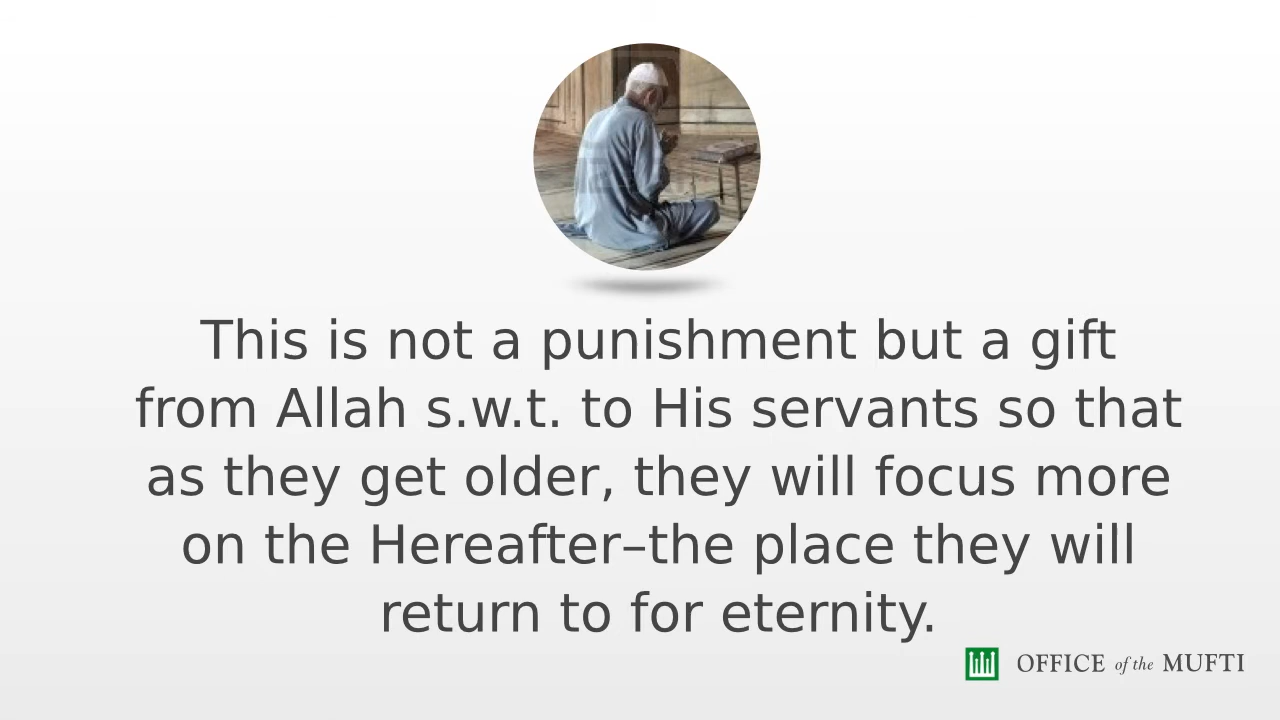 This is not a punishment but a gift
from Allah s.w.t. to His servants so that
as they get older, they will focus more
on the Hereafter–the place they will
return to for eternity.
OFFICE of the MUFTI